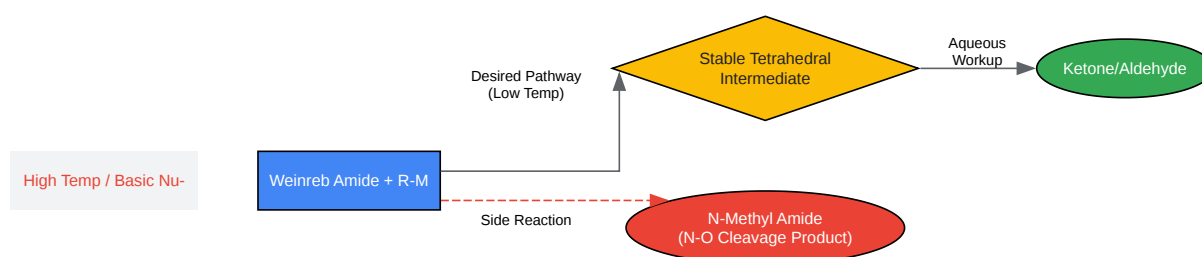 High Temp / Basic Nu-
Weinreb Amide + R-M
Desired Pathway
(Low Temp)
Stable Tetrahedral
Intermediate
Aqueous
Workup
Ketone/Aldehyde
Side Reaction
N-Methyl Amide
(N-O Cleavage Product)